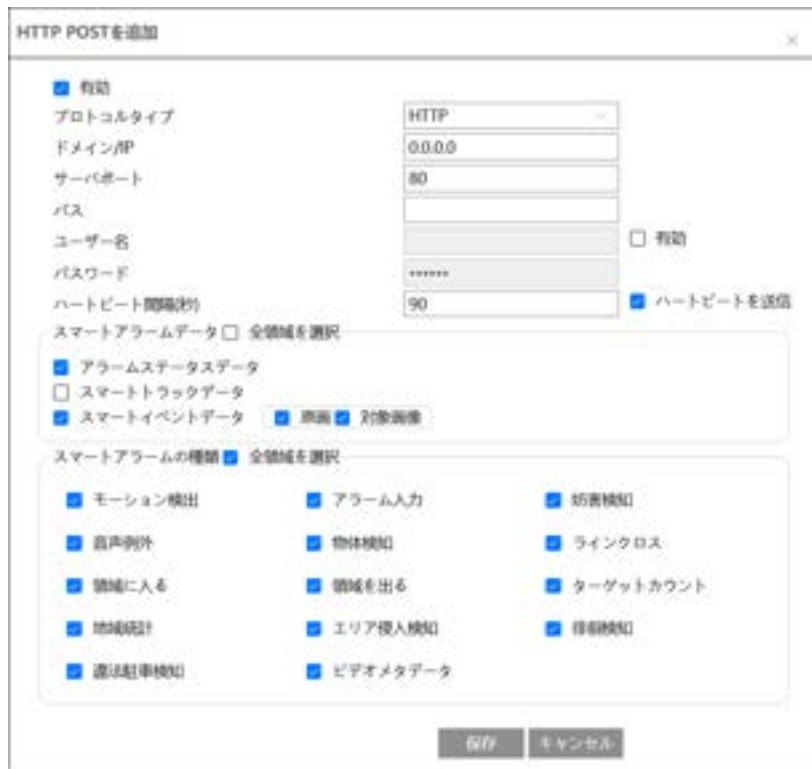 HTTP POSTを追加
有効
プロトコルタイプ HTTP
ドメイン/IP 0.0.0.0
サーバポート 80
パス
ユーザー名 有効
パスワード ••••••
ハートビート間隔(秒) 90 ハートビートを送信
スマートアラームデータ 全領域を選択
アラームステータスデータ
スマートトラックデータ
スマートイベントデータ 原画 対象画像
スマートアラームの種類 全領域を選択
モーション検出 アラーム入力 妨害検知
音声例外 物体検知 ラインクロス
領域に入る 領域を出る ターゲットカウント
地域統計 エリア侵入検知 徘徊検知
違法駐車検知 ビデオメタデータ
保存 キャンセル